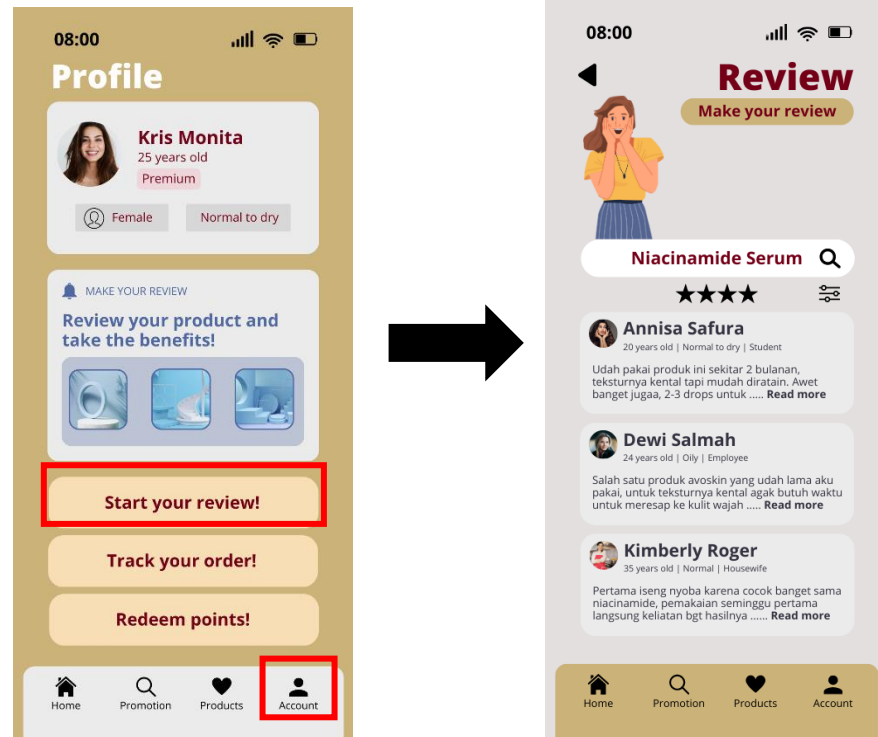 08:00
Profile
Kris Monita
25 years old
Premium
Female
Normal to dry
MAKE YOUR REVIEW
Review your product and
take the benefits!
Start your review!
Track your order!
Redeem points!
Home
Promotion
Products
Account
08:00
Review
Make your review
Niacinamide Serum
Annisa Safura
20 years old | Normal to dry | Student
Udah pakai produk ini sekitar 2 bulanan,
teksturnya kental tapi mudah diratain. Awet
banget jugaa, 2-3 drops untuk ..... Read more
Dewi Salmah
24 years old | Oily | Employee
Salah satu produk avoskin yang udah lama aku
pakai, untuk teksturnya kental agak butuh waktu
untuk meresap ke kulit wajah ..... Read more
Kimberly Roger
35 years old | Normal | Housewife
Pertama iseng nyoba karena cocok banget sama
niacinamide, pemakaian seminggu pertama
langsung keliatan bgt hasilnya ...... Read more
Home
Promotion
Products
Account